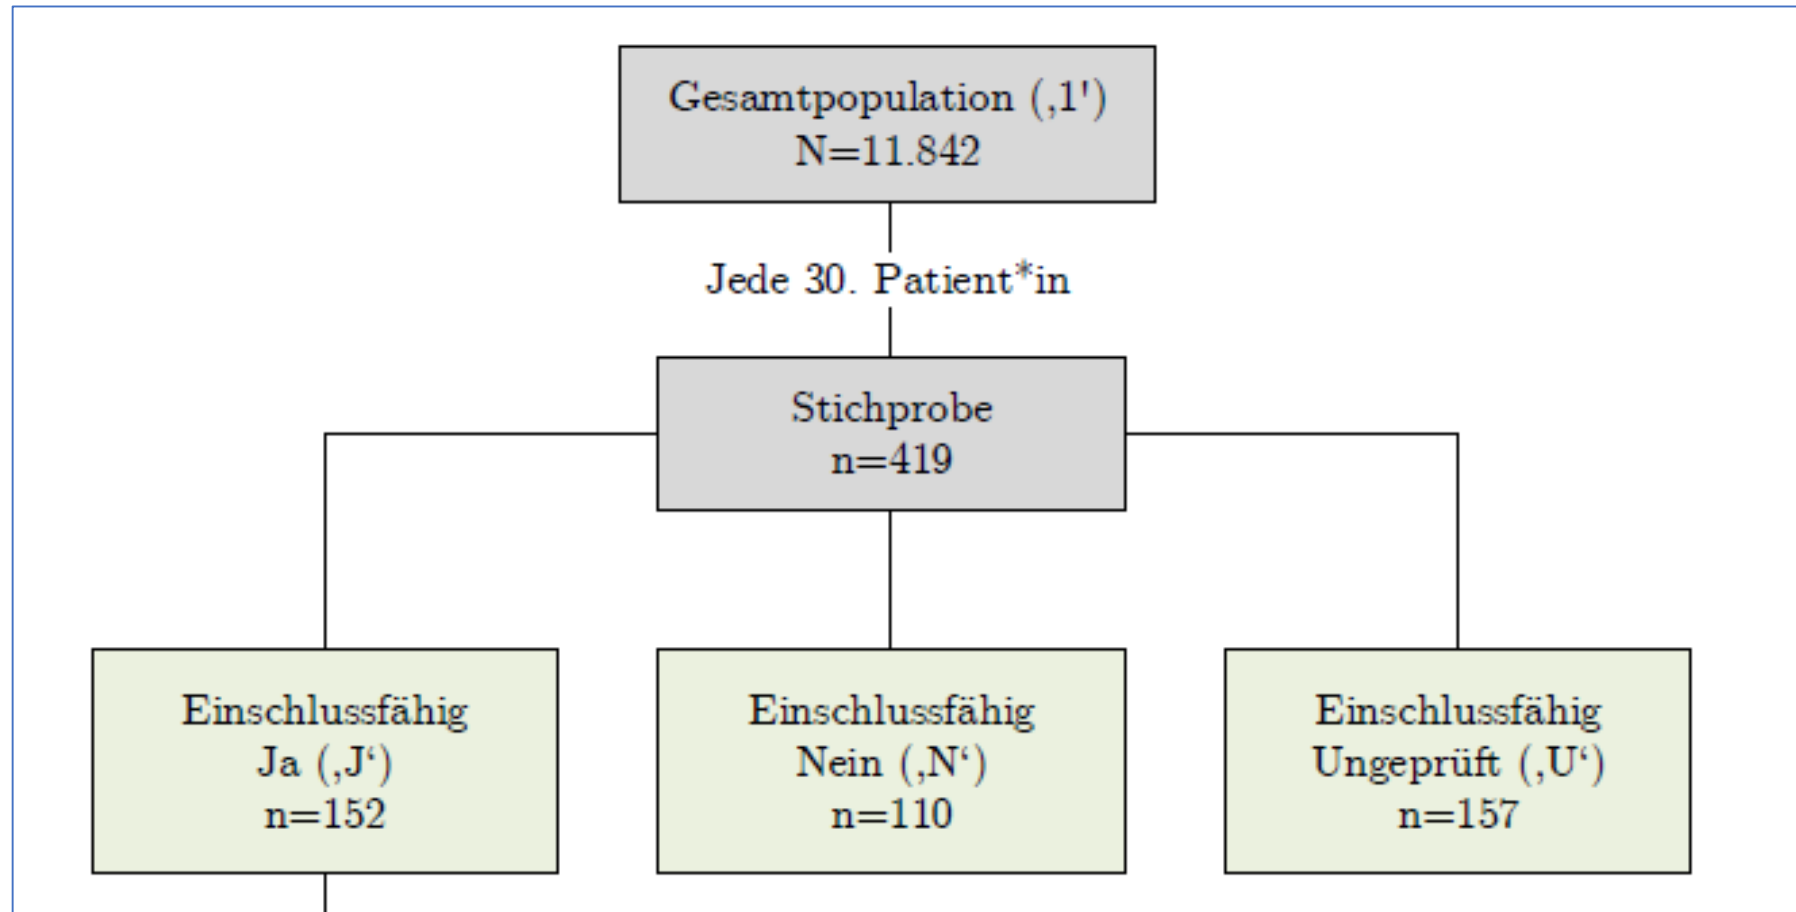 Gesamtpopulation (‚1')
N=11.842
Jede 30. Patient*in
Stichprobe
n=419
Einschlussfähig
Ja (‚J‘)
n=152
Einschlussfähig
Nein (‚N‘)
n=110
Einschlussfähig
Ungeprüft (‚U‘)
n=157